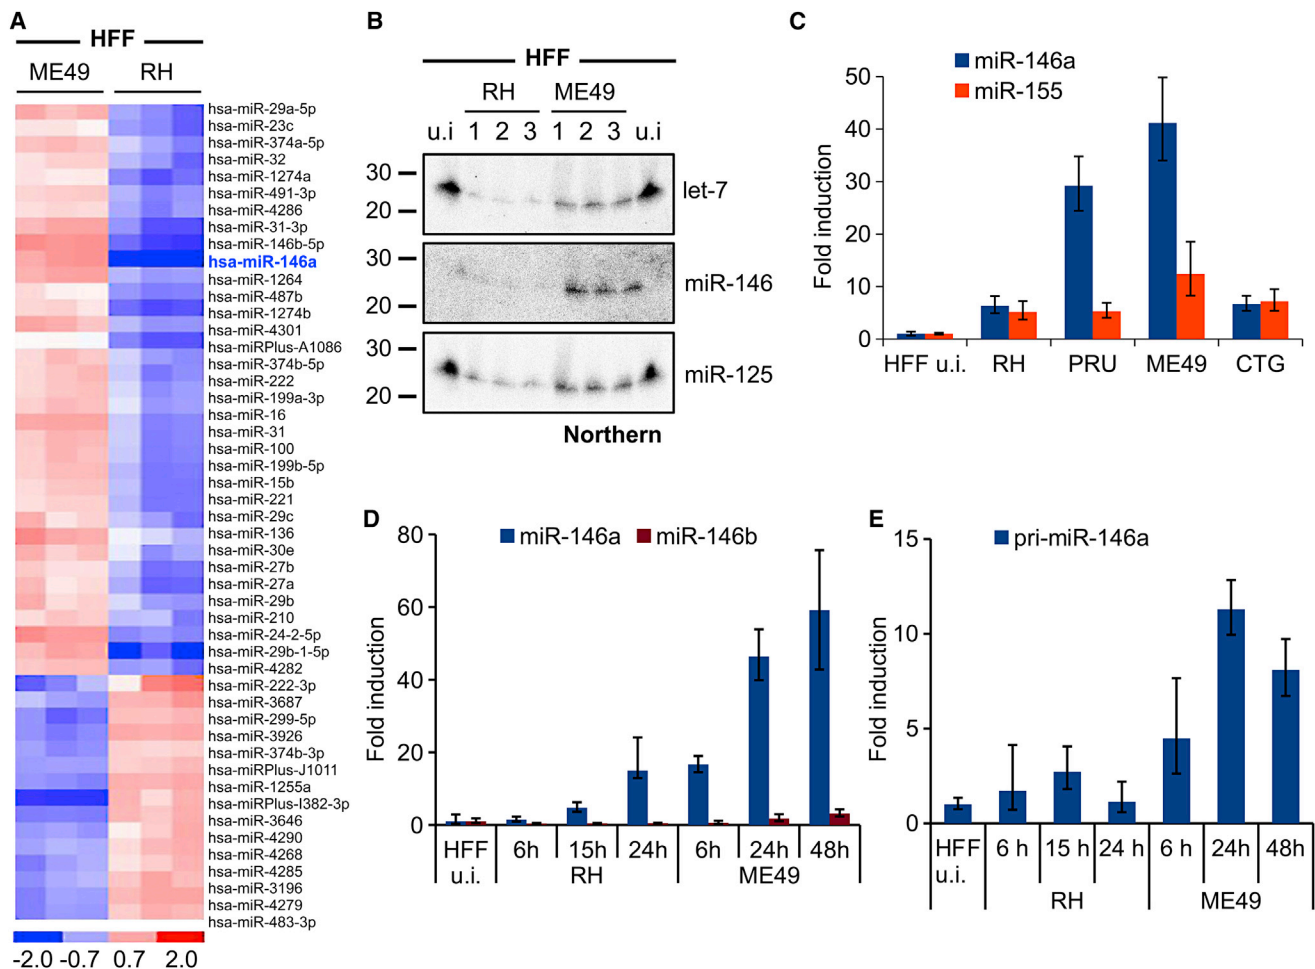 A
HFF
ME49 RH
hsa-miR-29a-5p
hsa-miR-23c
hsa-miR-374a-5p
hsa-miR-32
hsa-miR-1274a
hsa-miR-491-3p
hsa-miR-4286
hsa-miR-31-3p
hsa-miR-146b-5p
hsa-miR-146a
hsa-miR-1264
hsa-miR-487b
hsa-miR-1274b
hsa-miR-4301
hsa-miRPlus-A1086
hsa-miR-374b-5p
hsa-miR-222
hsa-miR-199a-3p
hsa-miR-16
hsa-miR-31
hsa-miR-100
hsa-miR-199b-5p
hsa-miR-15b
hsa-miR-221
hsa-miR-29c
hsa-miR-136
hsa-miR-30e
hsa-miR-27b
hsa-miR-27a
hsa-miR-29b
hsa-miR-210
hsa-miR-24-2-5p
hsa-miR-29b-1-5p
hsa-miR-4282
hsa-miR-222-3p
hsa-miR-3687
hsa-miR-299-5p
hsa-miR-3926
hsa-miR-374b-3p
hsa-miRPlus-J1011
hsa-miR-1255a
hsa-miRPlus-I382-3p
hsa-miR-3646
hsa-miR-4290
hsa-miR-4268
hsa-miR-4285
hsa-miR-3196
hsa-miR-4279
hsa-miR-483-3p
-2.0 -0.7 0.7 2.0
B
HFF
RH ME49
u.i 1 2 3 1 2 3 u.i
30
20
let-7
30
20
miR-146
30
20
miR-125
Northern
C
miR-146a
miR-155
Fold induction
50
40
30
20
10
0
HFF u.i. RH PRU ME49 CTG
D
miR-146a miR-146b
Fold induction
80
60
40
20
0
HFF 6h 15h 24h 6h 24h 48h
u.i. RH ME49
E
pri-miR-146a
Fold induction
15
10
5
0
HFF 6 h 15 h 24 h 6 h 24h 48h
u.i.
RH ME49